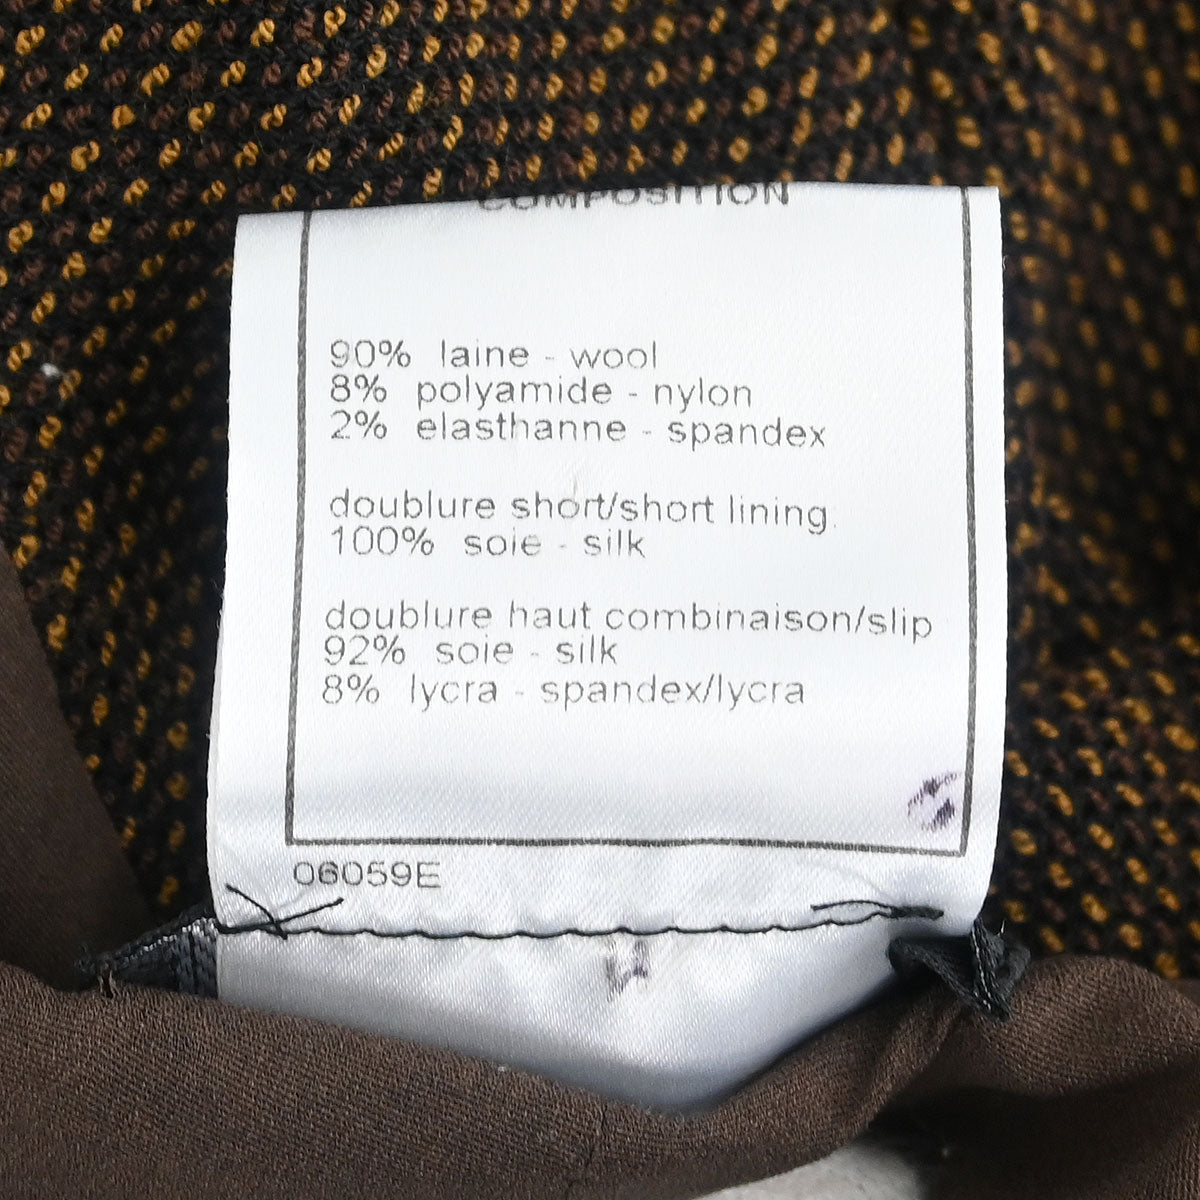 COMPOSITION
90% laine - wool
8% polyamide - nylon
2% elasthanne - spandex
doublure short/short lining
100% soie - silk
doublure haut combinaison/slip
92% soie - silk
8% lycra - spandex/lycra
06059E